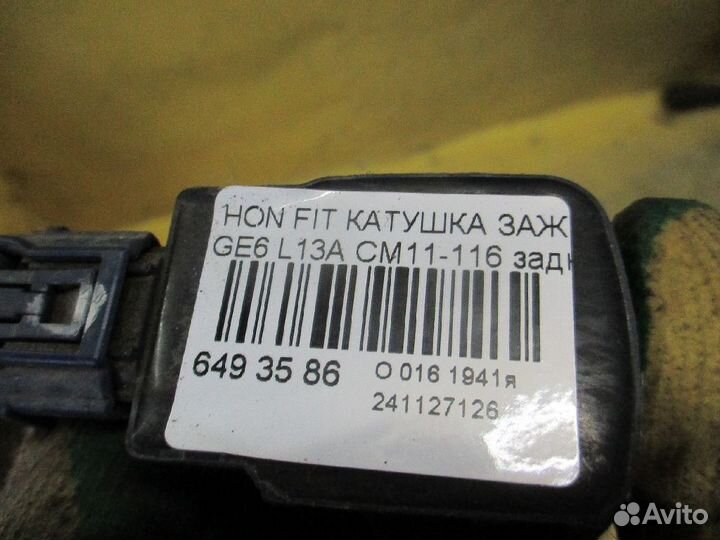 HON FIT КАТУШКА ЗАЖ
GE6 L13A CM11-116 задн
649 35 86
О 016 1941я
241127126
Avito